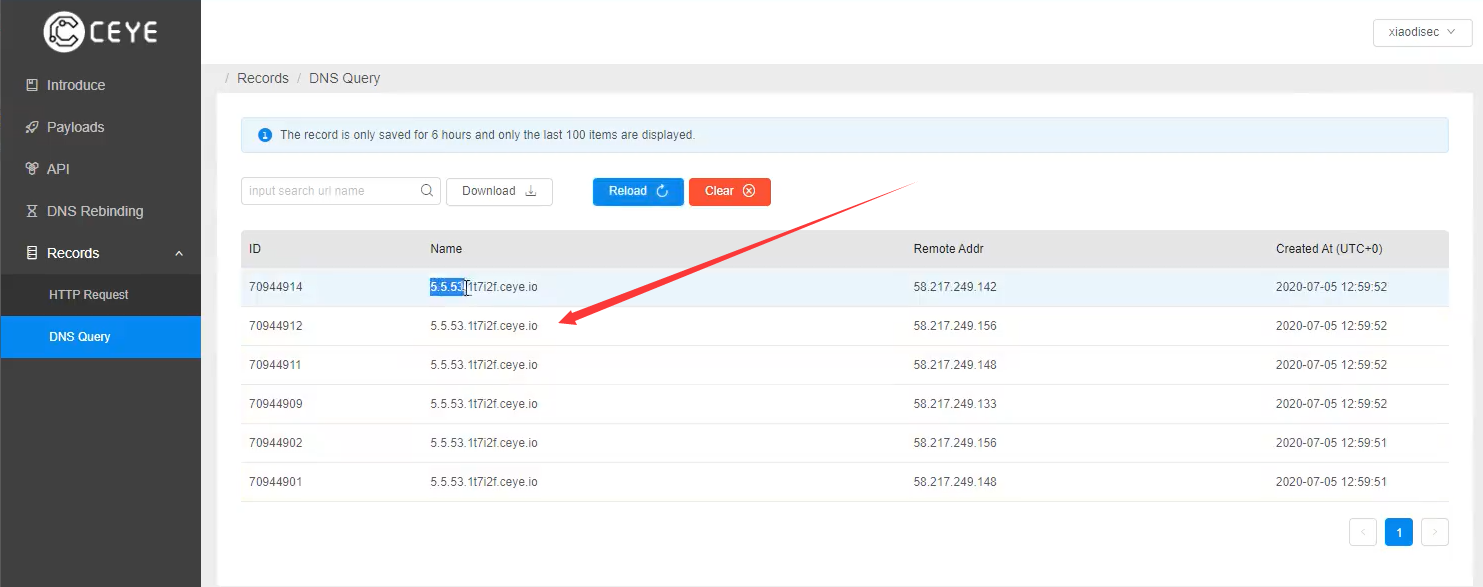 CEYE
xiaodisec
Introduce
Payloads
API
DNS Rebinding
Records
HTTP Request
DNS Query
/ Records / DNS Query
The record is only saved for 6 hours and only the last 100 items are displayed.
input search url name
Download
Reload
Clear
ID Name Remote Addr Created At (UTC+0)
70944914 5.5.53.1t7i2f.ceye.io 58.217.249.142 2020-07-05 12:59:52
70944912 5.5.53.1t7i2f.ceye.io 58.217.249.156 2020-07-05 12:59:52
70944911 5.5.53.1t7i2f.ceye.io 58.217.249.148 2020-07-05 12:59:52
70944909 5.5.53.1t7i2f.ceye.io 58.217.249.133 2020-07-05 12:59:52
70944902 5.5.53.1t7i2f.ceye.io 58.217.249.156 2020-07-05 12:59:51
70944901 5.5.53.1t7i2f.ceye.io 58.217.249.148 2020-07-05 12:59:51
1